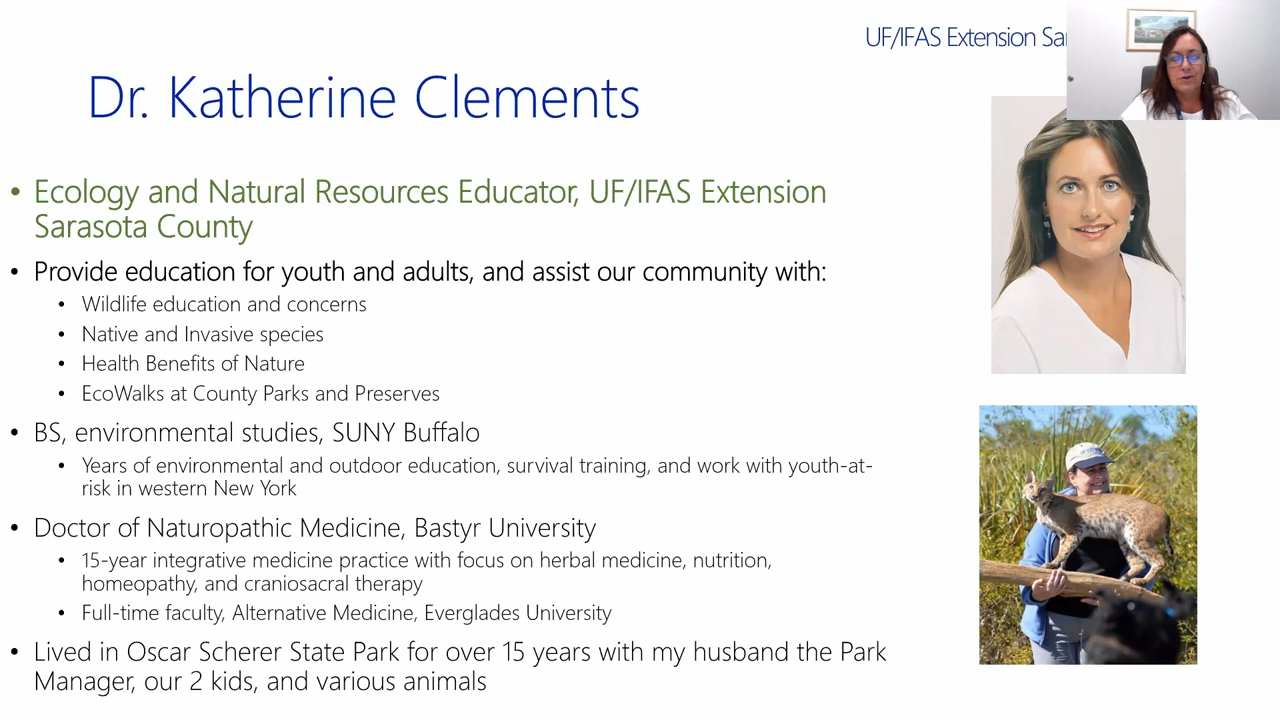 UF/IFAS Extension
Dr. Katherine Clements
• Ecology and Natural Resources Educator, UF/IFAS Extension
Sarasota County
• Provide education for youth and adults, and assist our community with:
• Wildlife education and concerns
• Native and Invasive species
• Health Benefits of Nature
• EcoWalks at County Parks and Preserves
• BS, environmental studies, SUNY Buffalo
• Years of environmental and outdoor education, survival training, and work with youth-at-
risk in western New York
• Doctor of Naturopathic Medicine, Bastyr University
• 15-year integrative medicine practice with focus on herbal medicine, nutrition,
homeopathy, and craniosacral therapy
• Full-time faculty, Alternative Medicine, Everglades University
• Lived in Oscar Scherer State Park for over 15 years with my husband the Park
Manager, our 2 kids, and various animals